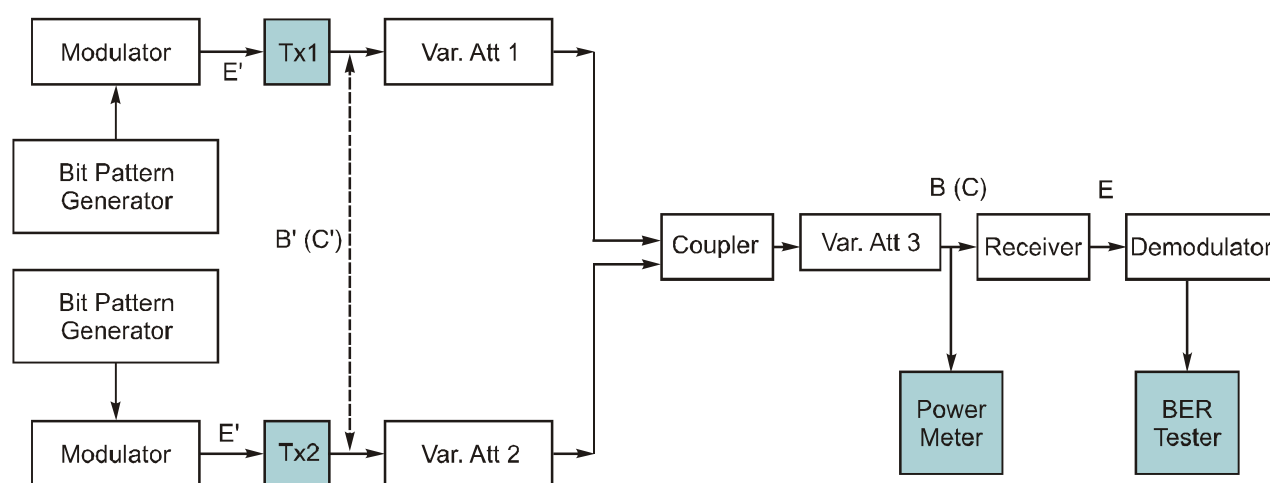 Modulator
E'
Tx1
Var. Att 1
Bit Pattern
Generator
B' (C')
Bit Pattern
Generator
Modulator
E'
Tx2
Var. Att 2
Coupler
Var. Att 3
B (C)
Receiver
E
Demodulator
Power
Meter
BER
Tester